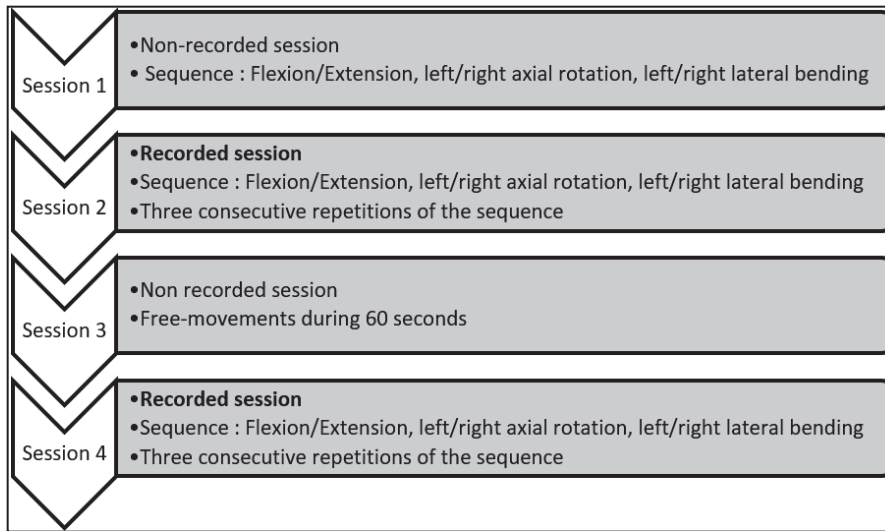 Session 1
•Non-recorded session
• Sequence : Flexion/Extension, left/right axial rotation, left/right lateral bending
Session 2
•Recorded session
•Sequence : Flexion/Extension, left/right axial rotation, left/right lateral bending
•Three consecutive repetitions of the sequence
Session 3
•Non recorded session
•Free-movements during 60 seconds
Session 4
•Recorded session
•Sequence : Flexion/Extension, left/right axial rotation, left/right lateral bending
•Three consecutive repetitions of the sequence